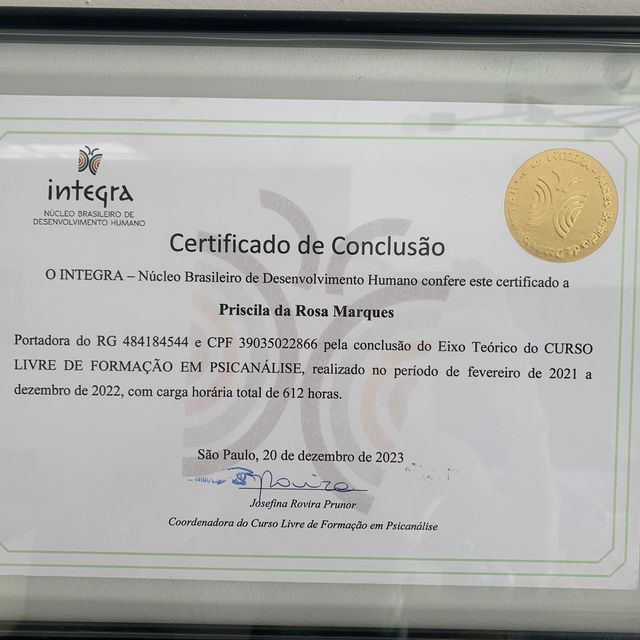 integra
NÚCLEO BRASILEIRO DE
DESENVOLVIMENTO HUMANO
Certificado de Conclusão
O INTEGRA – Núcleo Brasileiro de Desenvolvimento Humano confere este certificado a
Priscila da Rosa Marques
Portadora do RG 484184544 e CPF 39035022866 pela conclusão do Eixo Teórico do CURSO
LIVRE DE FORMAÇÃO EM PSICANÁLISE, realizado no período de fevereiro de 2021 a
dezembro de 2022, com carga horária total de 612 horas.
São Paulo, 20 de dezembro de 2023
Josefina Rovira Prunor
Coordenadora do Curso Livre de Formação em Psicanálise